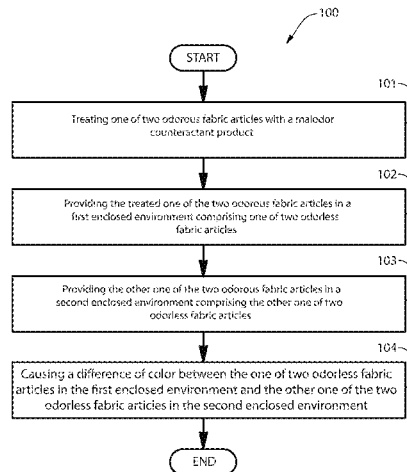 100
START
101
Treating one of two odorous fabric articles with a malodor
counteractant product
102
Providing the treated one of the two odorous fabric articles in a
first enclosed environment comprising one of two odorless
fabric articles
103
Providing the other one of the two odorous fabric articles in a
second enclosed environment comprising the other one of two
odorless fabric articles
104
Causing a difference of color between the one of two odorless fabric
articles in the first enclosed environment and the other one of the two
odorless fabric articles in the second enclosed environment
END